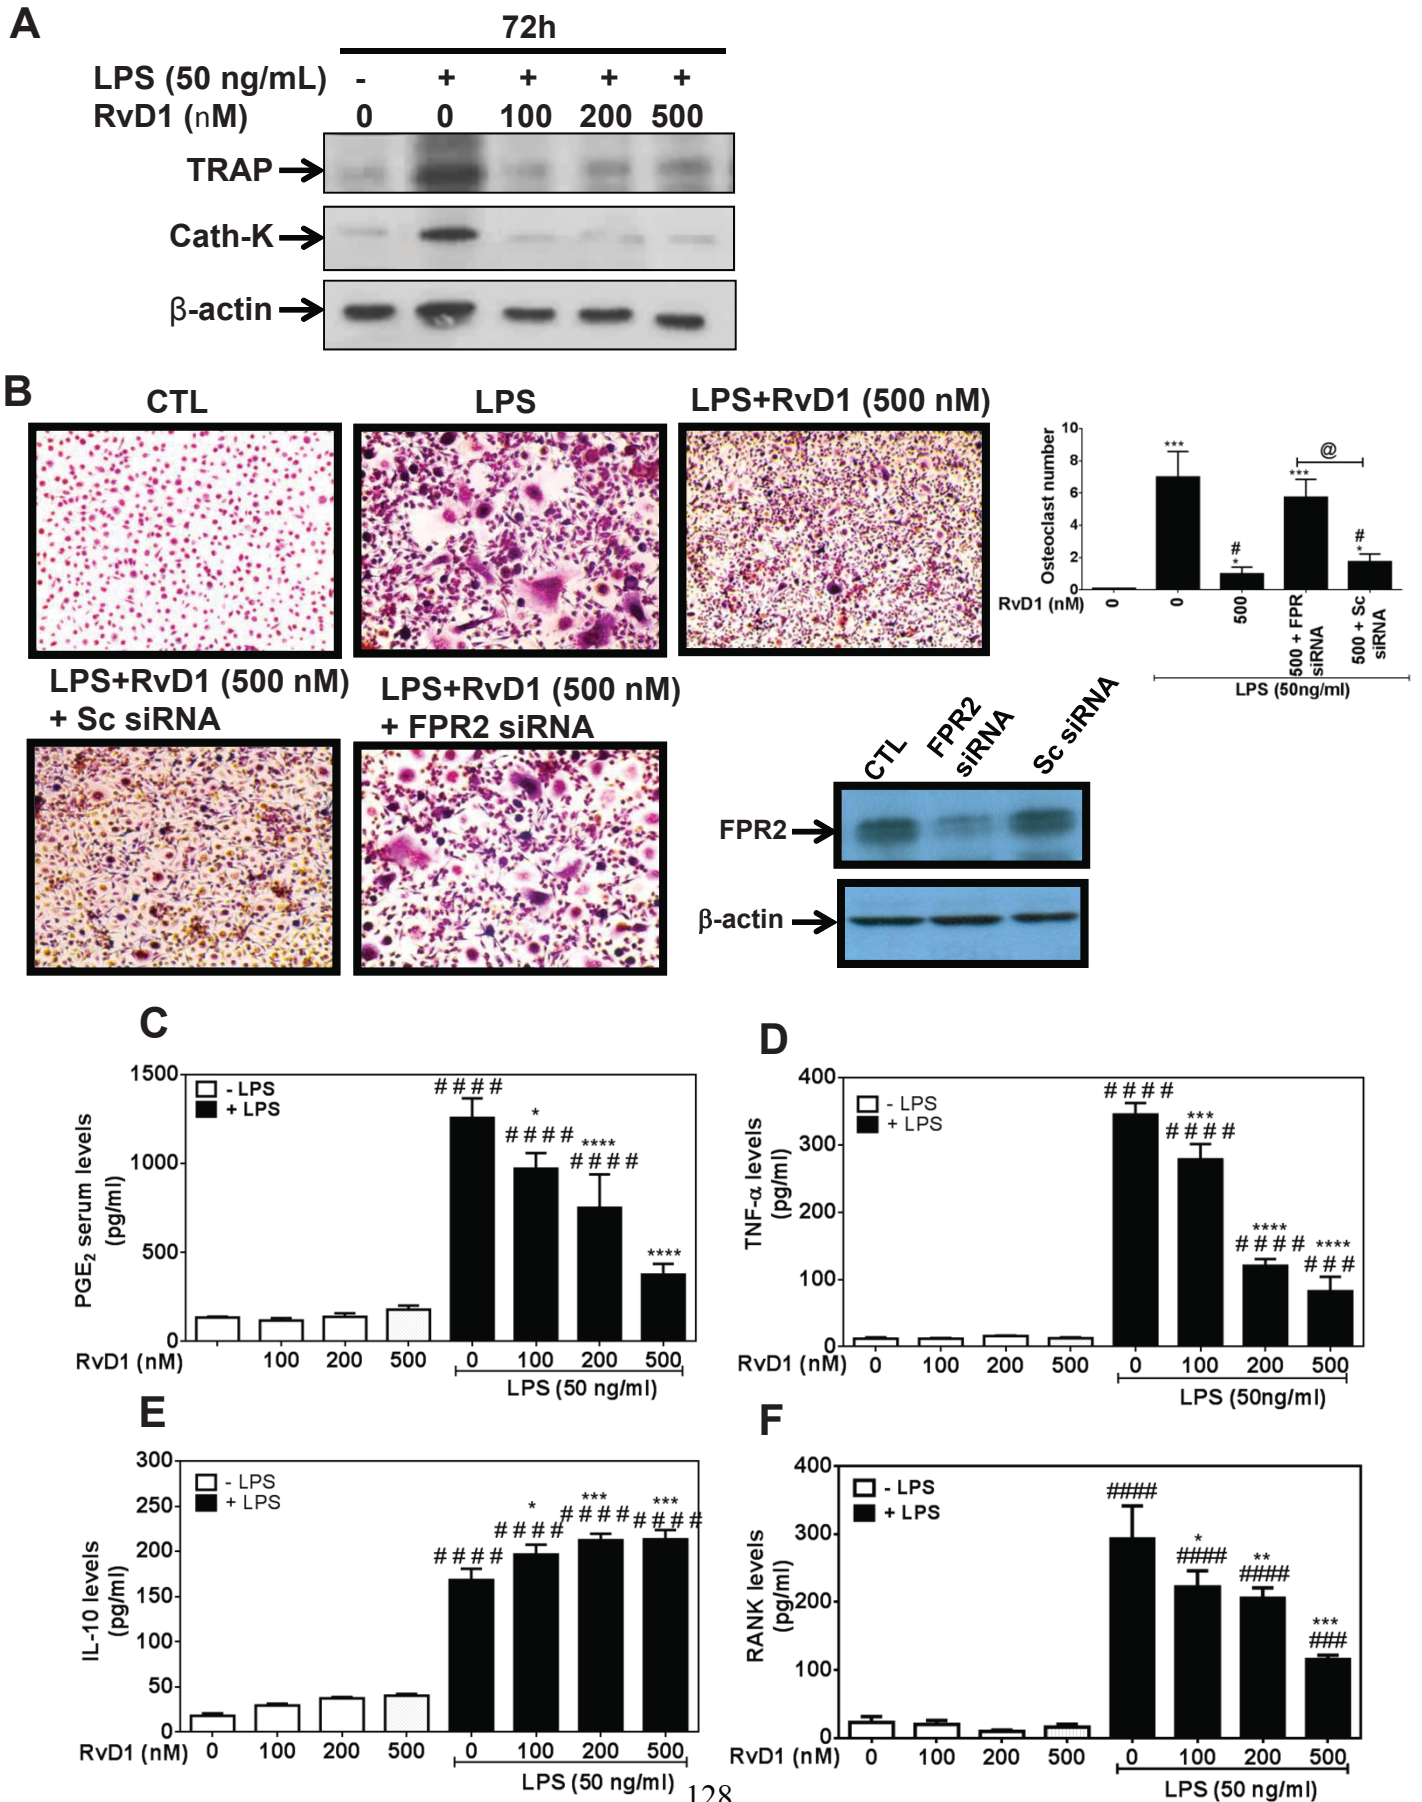 A
72h
LPS (50 ng/mL) - + + + +
RvD1 (nM) 0 0 100 200 500
TRAP
Cath-K
β-actin
B
CTL
LPS
LPS+RvD1 (500 nM)
LPS+RvD1 (500 nM)
+ Sc siRNA
LPS+RvD1 (500 nM)
+ FPR2 siRNA
Osteoclast number
10
8
6
4
2
0
***
#
*
***
@
#
*
RvD1 (nM) 0 0 500 500 + FPR siRNA 500 + Sc siRNA
LPS (50ng/ml)
CTL
FPR2
siRNA
Sc siRNA
FPR2
β-actin
C
PGE2 serum levels
(pg/ml)
1500
1000
500
0
- LPS
+ LPS
####
*
####
****
####
****
RvD1 (nM) 100 200 500 0 100 200 500
LPS (50 ng/ml)
D
TNF-α levels
(pg/ml)
400
300
200
100
0
- LPS
+ LPS
####
***
####
****
####
****
###
RvD1 (nM) 0 100 200 500 0 100 200 500
LPS (50ng/ml)
E
IL-10 levels
(pg/ml)
300
250
200
150
100
50
0
- LPS
+ LPS
####
*
####
***
####
***
####
RvD1 (nM) 0 100 200 500 0 100 200 500
LPS (50 ng/ml)
F
RANK levels
(pg/ml)
400
300
200
100
0
- LPS
+ LPS
####
*
####
**
####
***
###
RvD1 (nM) 0 100 200 500 0 100 200 500
LPS (50 ng/ml)
128